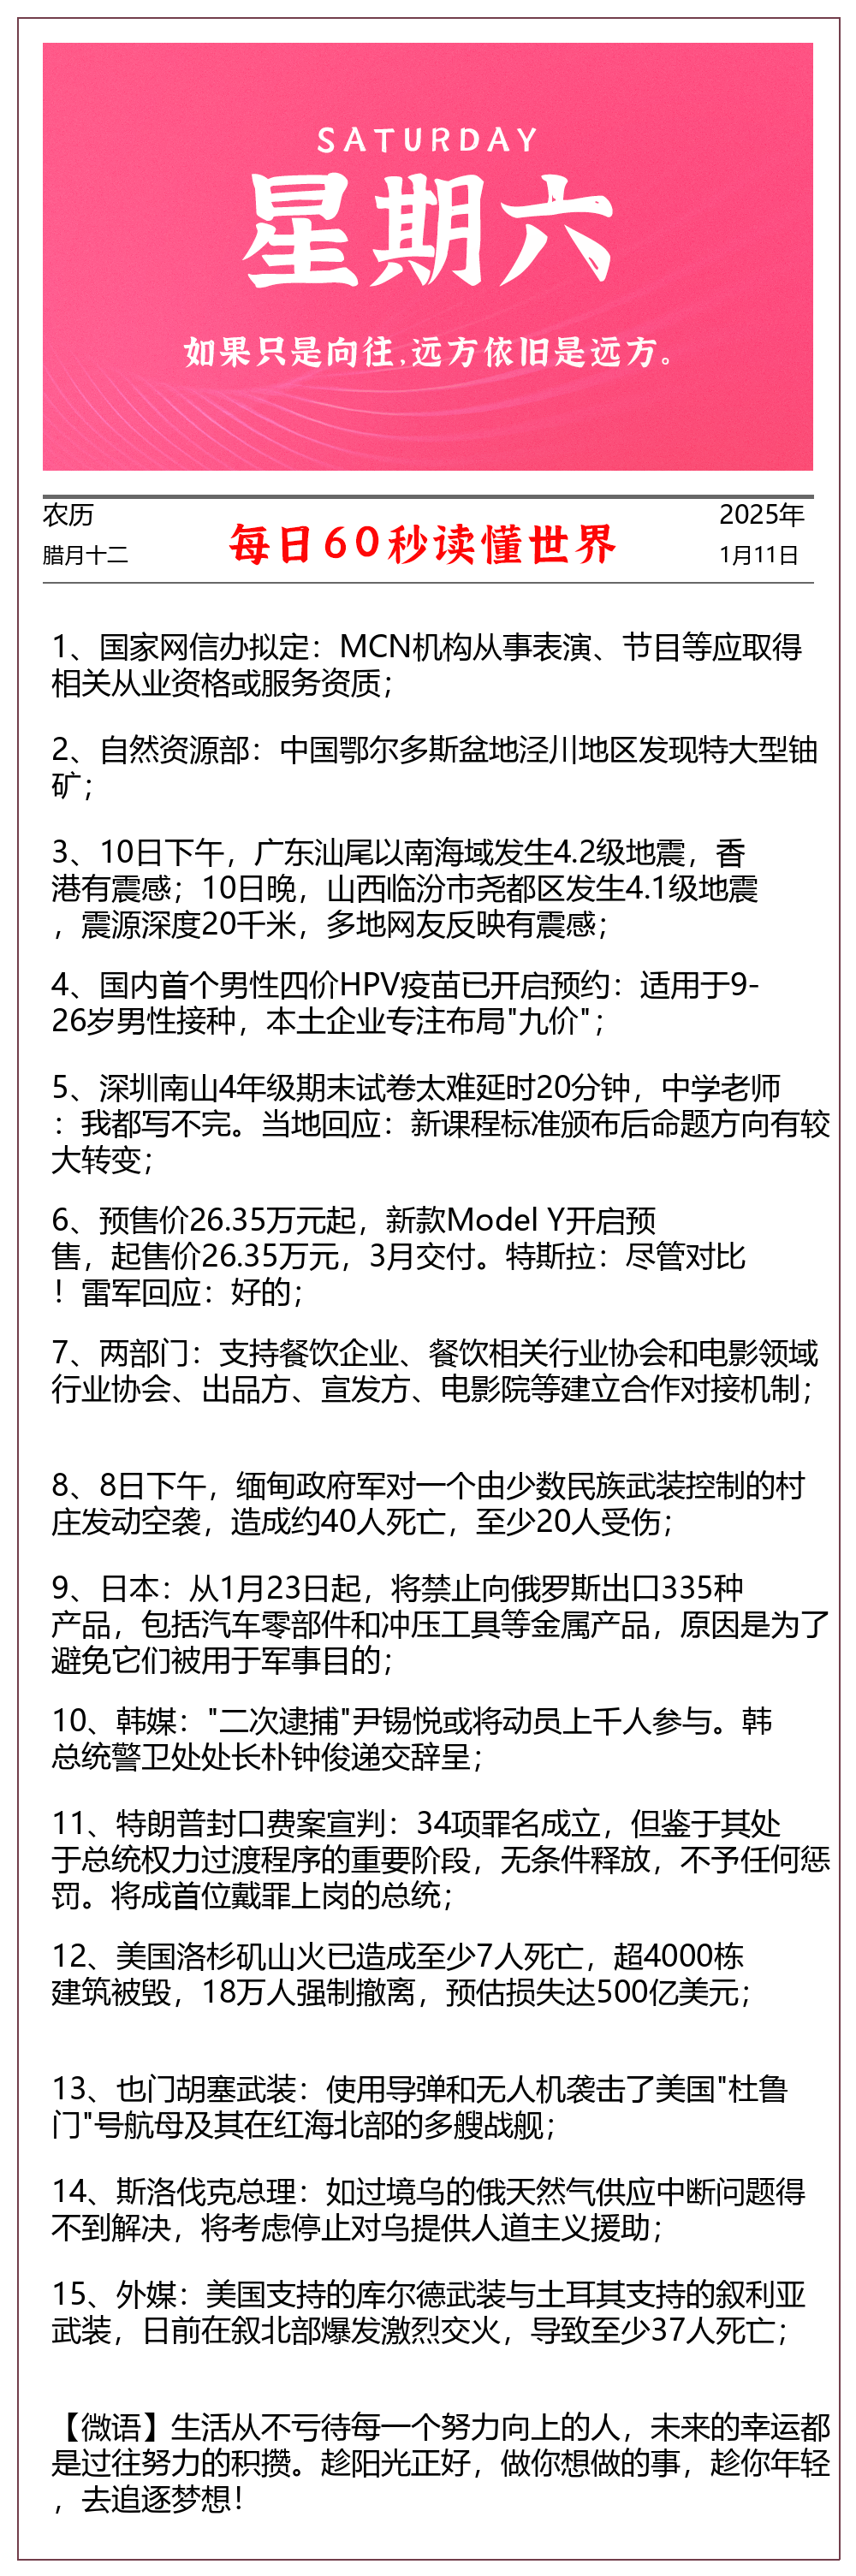 SATURDAY
星期六
如果只是向往,远方依旧是远方。
农历
腊月十二
每日60秒读懂世界
2025年
1月11日
1、国家网信办拟定：MCN机构从事表演、节目等应取得
相关从业资格或服务资质；
2、自然资源部：中国鄂尔多斯盆地泾川地区发现特大型铀
矿；
3、10日下午，广东汕尾以南海域发生4.2级地震，香
港有震感；10日晚，山西临汾市尧都区发生4.1级地震
，震源深度20千米，多地网友反映有震感；
4、国内首个男性四价HPV疫苗已开启预约：适用于9-
26岁男性接种，本土企业专注布局"九价"；
5、深圳南山4年级期末试卷太难延时20分钟，中学老师
：我都写不完。当地回应：新课程标准颁布后命题方向有较
大转变；
6、预售价26.35万元起，新款Model Y开启预
售，起售价26.35万元，3月交付。特斯拉：尽管对比
！雷军回应：好的；
7、两部门：支持餐饮企业、餐饮相关行业协会和电影领域
行业协会、出品方、宣发方、电影院等建立合作对接机制；
8、8日下午，缅甸政府军对一个由少数民族武装控制的村
庄发动空袭，造成约40人死亡，至少20人受伤；
9、日本：从1月23日起，将禁止向俄罗斯出口335种
产品，包括汽车零部件和冲压工具等金属产品，原因是为了
避免它们被用于军事目的；
10、韩媒："二次逮捕"尹锡悦或将动员上千人参与。韩
总统警卫处处长朴钟俊递交辞呈；
11、特朗普封口费案宣判：34项罪名成立，但鉴于其处
于总统权力过渡程序的重要阶段，无条件释放，不予任何惩
罚。将成首位戴罪上岗的总统；
12、美国洛杉矶山火已造成至少7人死亡，超4000栋
建筑被毁，18万人强制撤离，预估损失达500亿美元；
13、也门胡塞武装：使用导弹和无人机袭击了美国"杜鲁
门"号航母及其在红海北部的多艘战舰；
14、斯洛伐克总理：如过境乌的俄天然气供应中断问题得
不到解决，将考虑停止对乌提供人道主义援助；
15、外媒：美国支持的库尔德武装与土耳其支持的叙利亚
武装，日前在叙北部爆发激烈交火，导致至少37人死亡；
【微语】生活从不亏待每一个努力向上的人，未来的幸运都
是过往努力的积攒。趁阳光正好，做你想做的事，趁你年轻
，去追逐梦想！